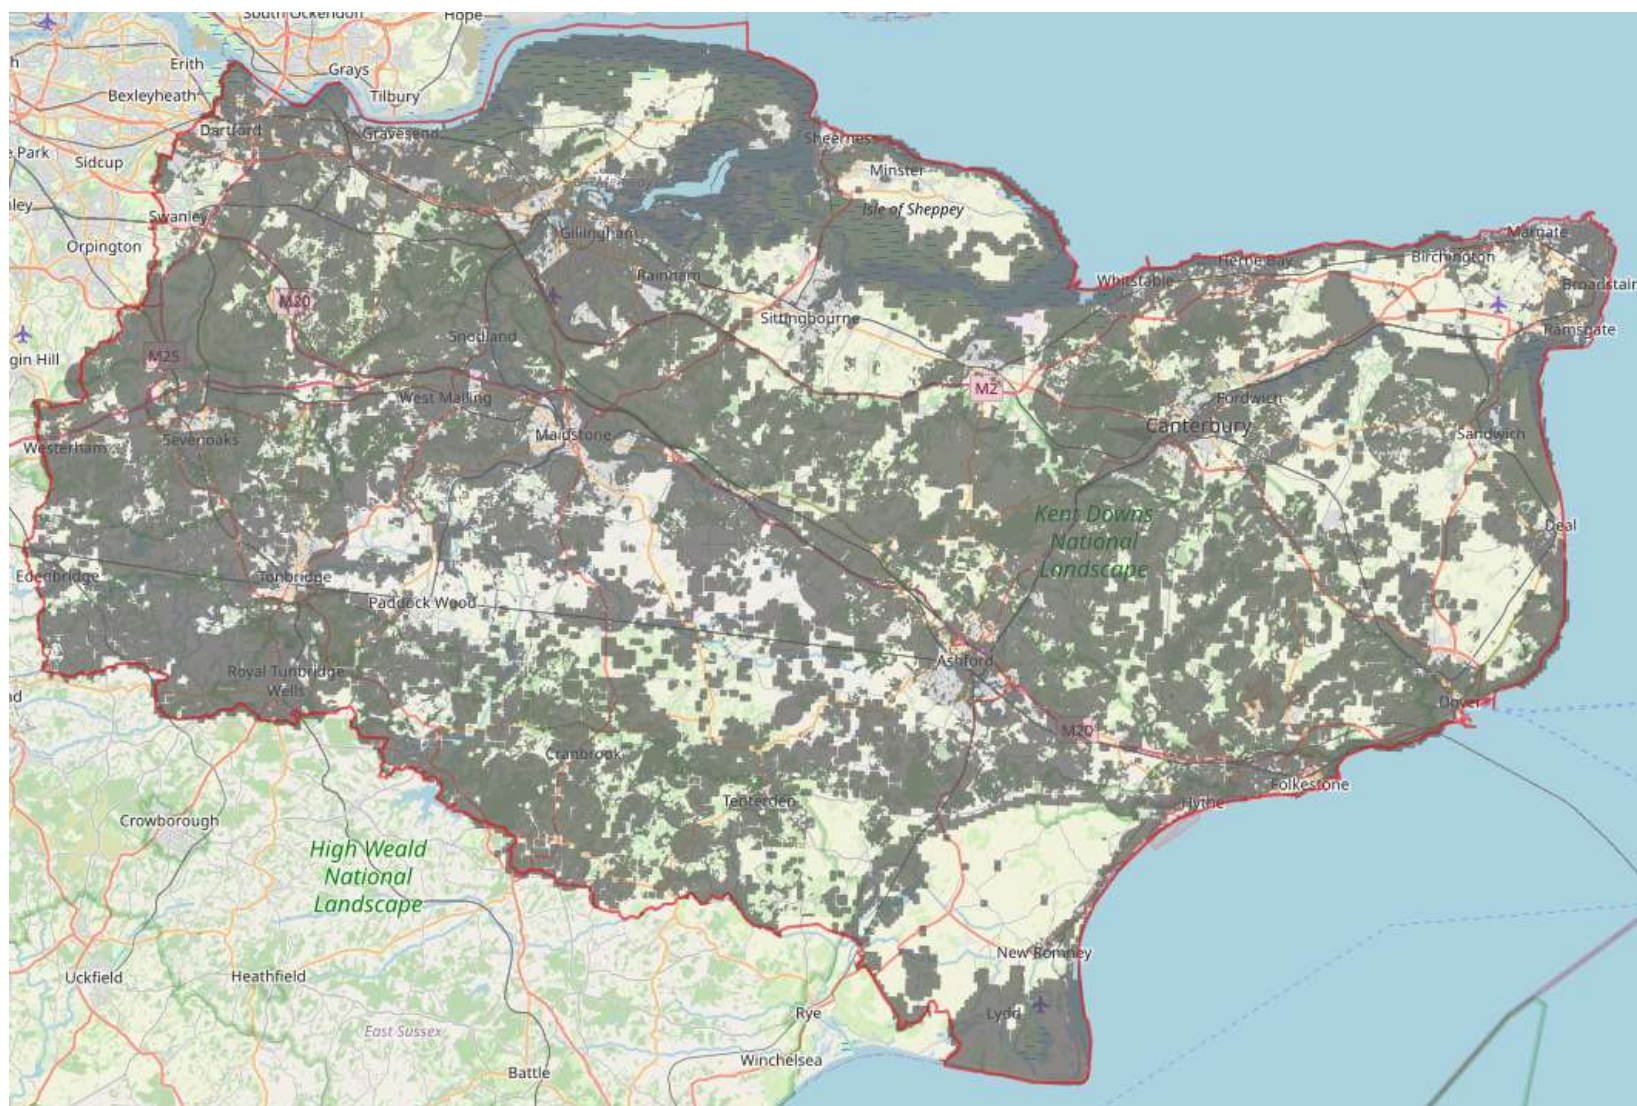 South Ockendon
Hope
Erith
Grays
Bexleyheath
Tilbury
Dartford
Gravesend
Sheerness
e Park
Sidcup
Minster
Isle of Sheppey
Swanley
Orpington
Gillingham
Rainham
Margate
Birchington
Herne Bay
Whitstable
Broadstair
M20
Sittingbourne
Ramsgate
Snodland
M25
gin Hill
M2
West Malling
Fordwich
Canterbury
Sandwich
Maidstone
Sevenoaks
Westerham
Kent Downs
National
Landscape
Deal
Edenbridge
Tonbridge
Paddock Wood
Ashford
Royal Tunbridge
Wells
Dover
M20
Cranbrook
Folkestone
Tenterden
Hythe
Crowborough
High Weald
National
Landscape
New Romney
Uckfield
Heathfield
Lydd
Rye
East Sussex
Winchelsea
Battle